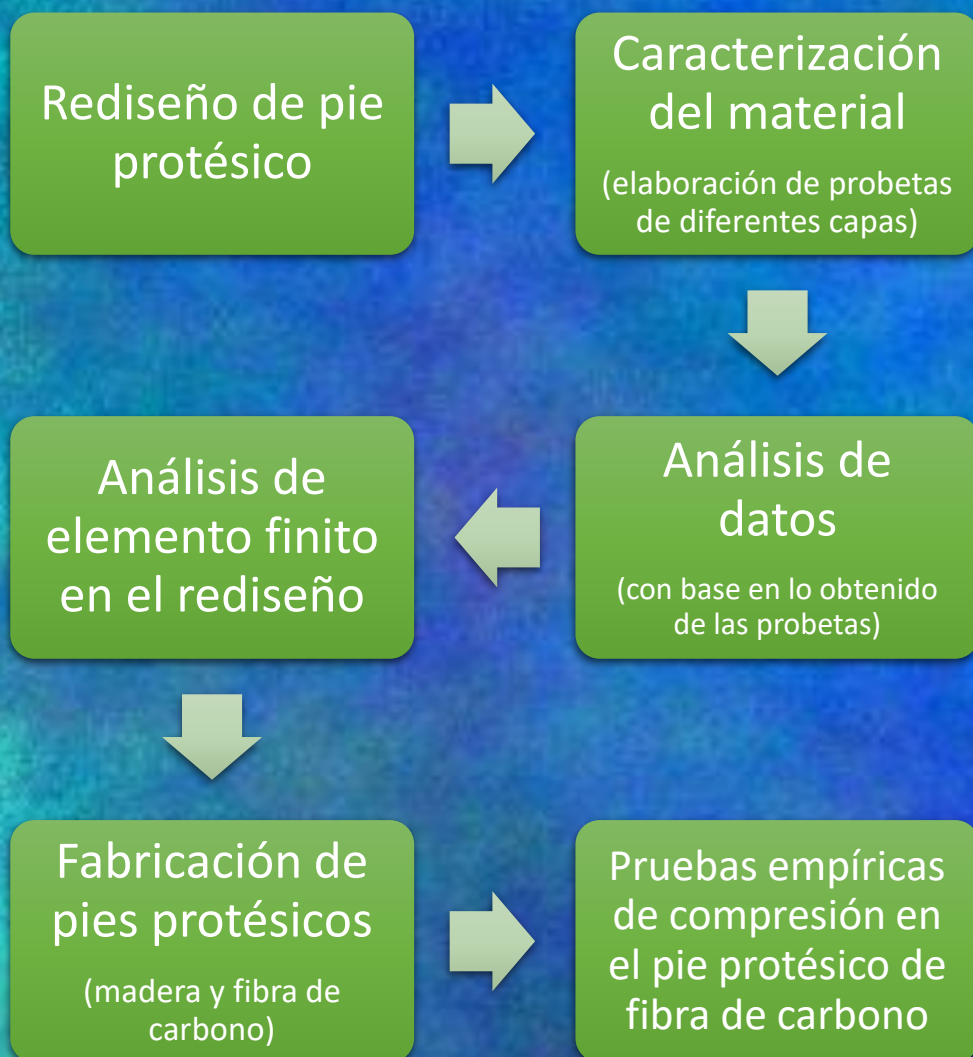 Rediseño de pie
protésico
Caracterización
del material
(elaboración de probetas
de diferentes capas)
Análisis de
datos
(con base en lo obtenido
de las probetas)
Análisis de
elemento finito
en el rediseño
Fabricación de
pies protésicos
(madera y fibra de
carbono)
Pruebas empíricas
de compresión en
el pie protésico de
fibra de carbono